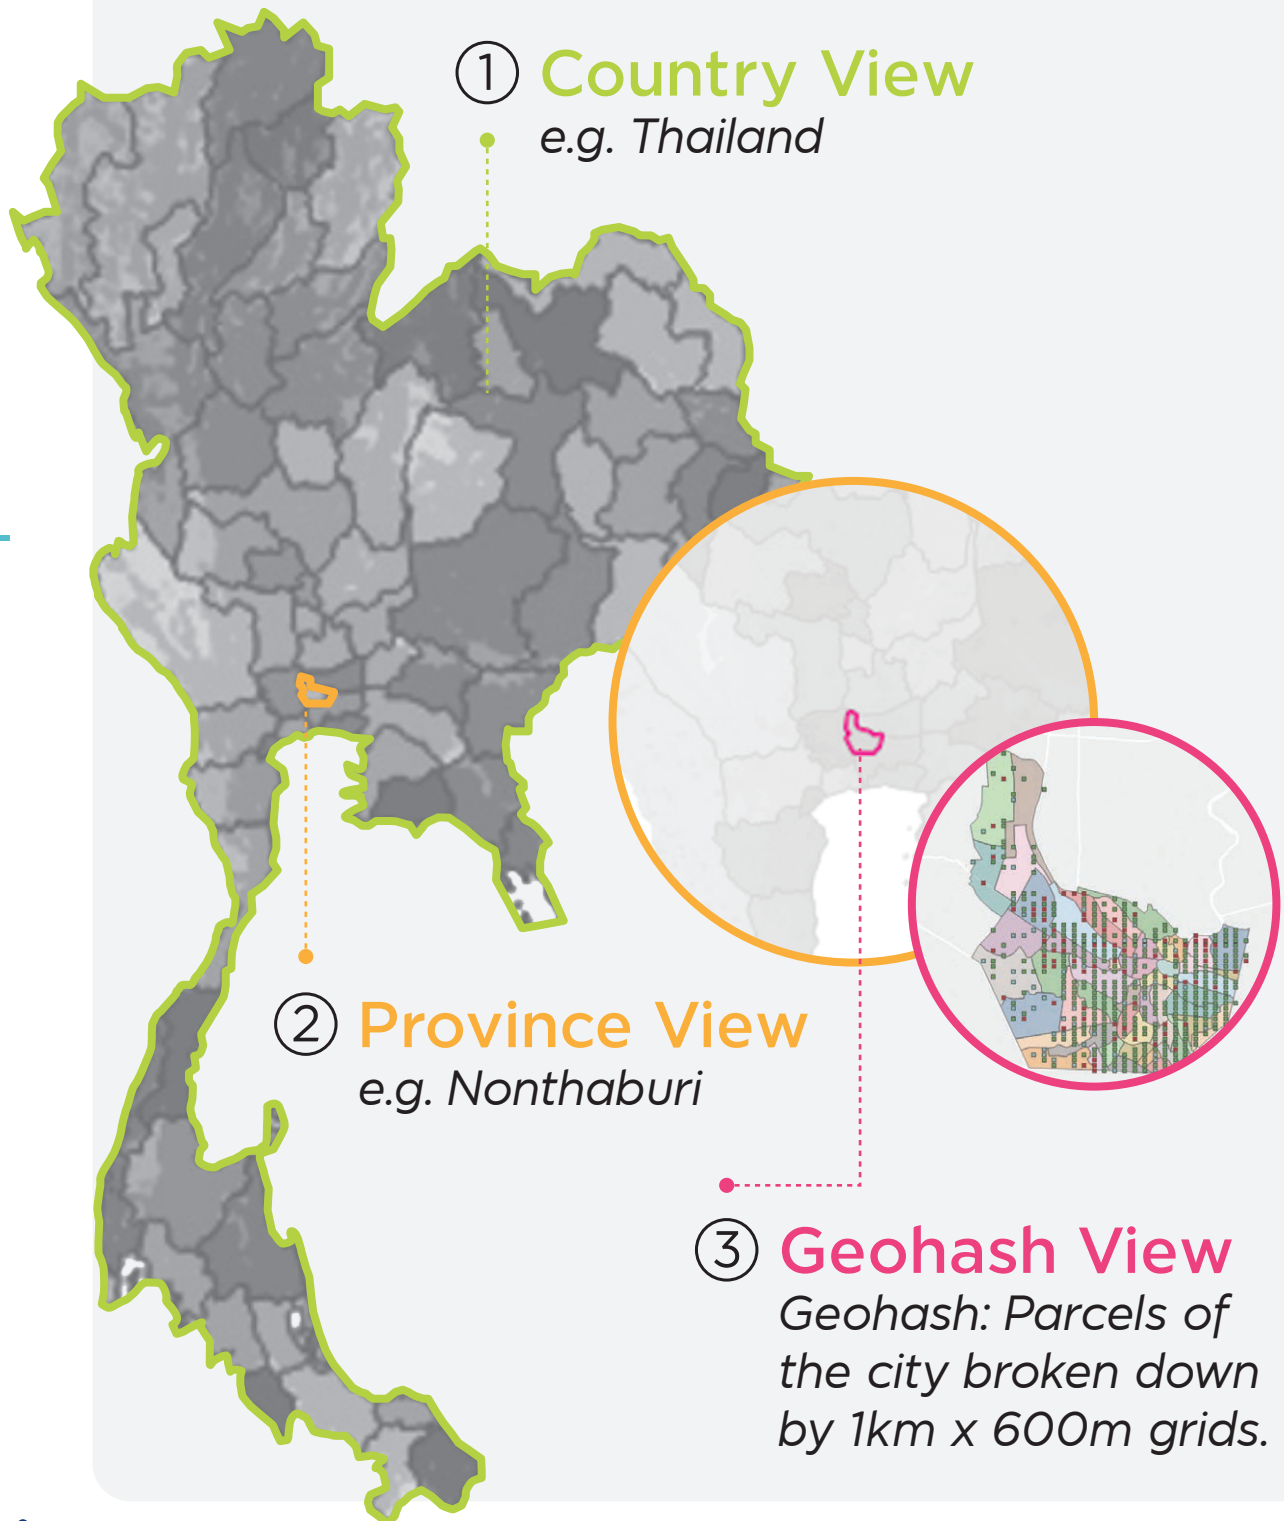 ① Country View
e.g. Thailand
② Province View
e.g. Nonthaburi
③ Geohash View
Geohash: Parcels of
the city broken down
by 1km x 600m grids.